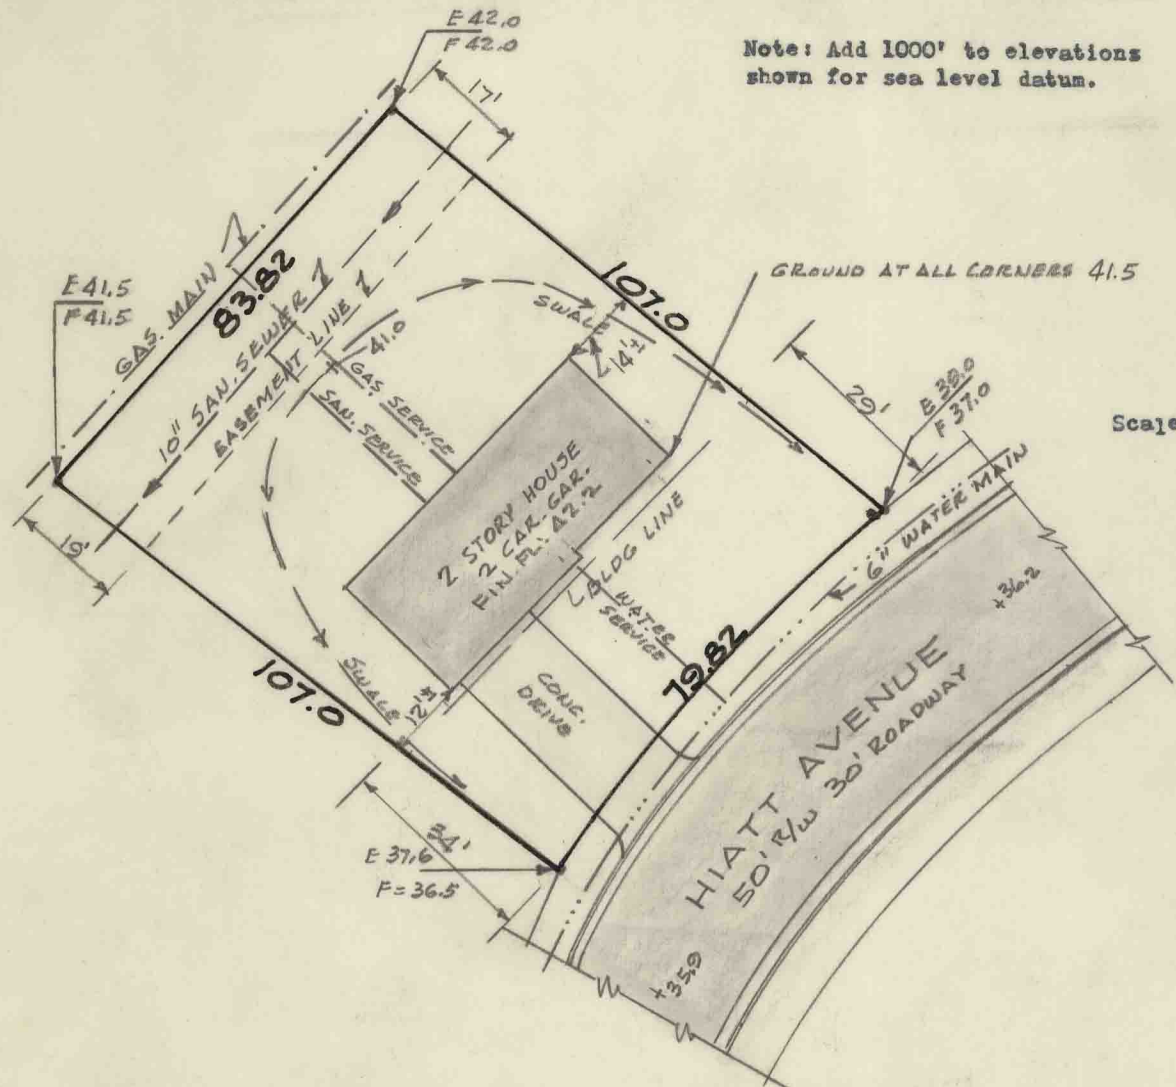 E 42.0
F 42.0
Note: Add 1000' to elevations
shown for sea level datum.
17'
GAS. MAIN
83.82
10" SAN. SEWER
EASEMENT LINE
E 41.5
F 41.5
41.0
GAS. SERVICE
SAN. SERVICE
107.0
SWALE
14'±
GROUND AT ALL CORNERS 41.5
29'
E 38.0
F 37.0
Scale
19'
2 STORY HOUSE
2 CAR. GAR.
FIN. FL. 42.2
BLDG LINE
WATER
SERVICE
6" WATER MAIN
+36.2
107.0
SWALE
12'±
CONC.
DRIVE
79.82
HIATT AVENUE
50' R/W 30' ROADWAY
34'
E 37.6
F = 36.5
+35.9